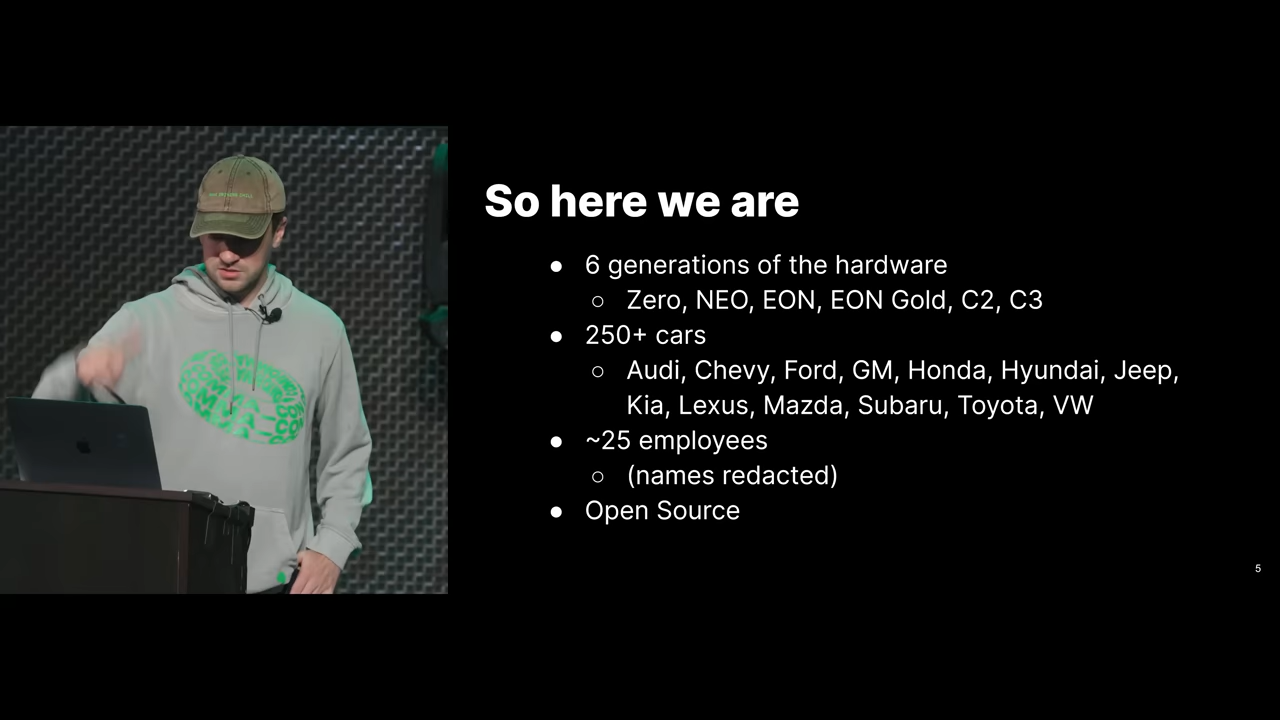 So here we are
● 6 generations of the hardware
○ Zero, NEO, EON, EON Gold, C2, C3
● 250+ cars
○ Audi, Chevy, Ford, GM, Honda, Hyundai, Jeep,
Kia, Lexus, Mazda, Subaru, Toyota, VW
● ~25 employees
○ (names redacted)
● Open Source
5